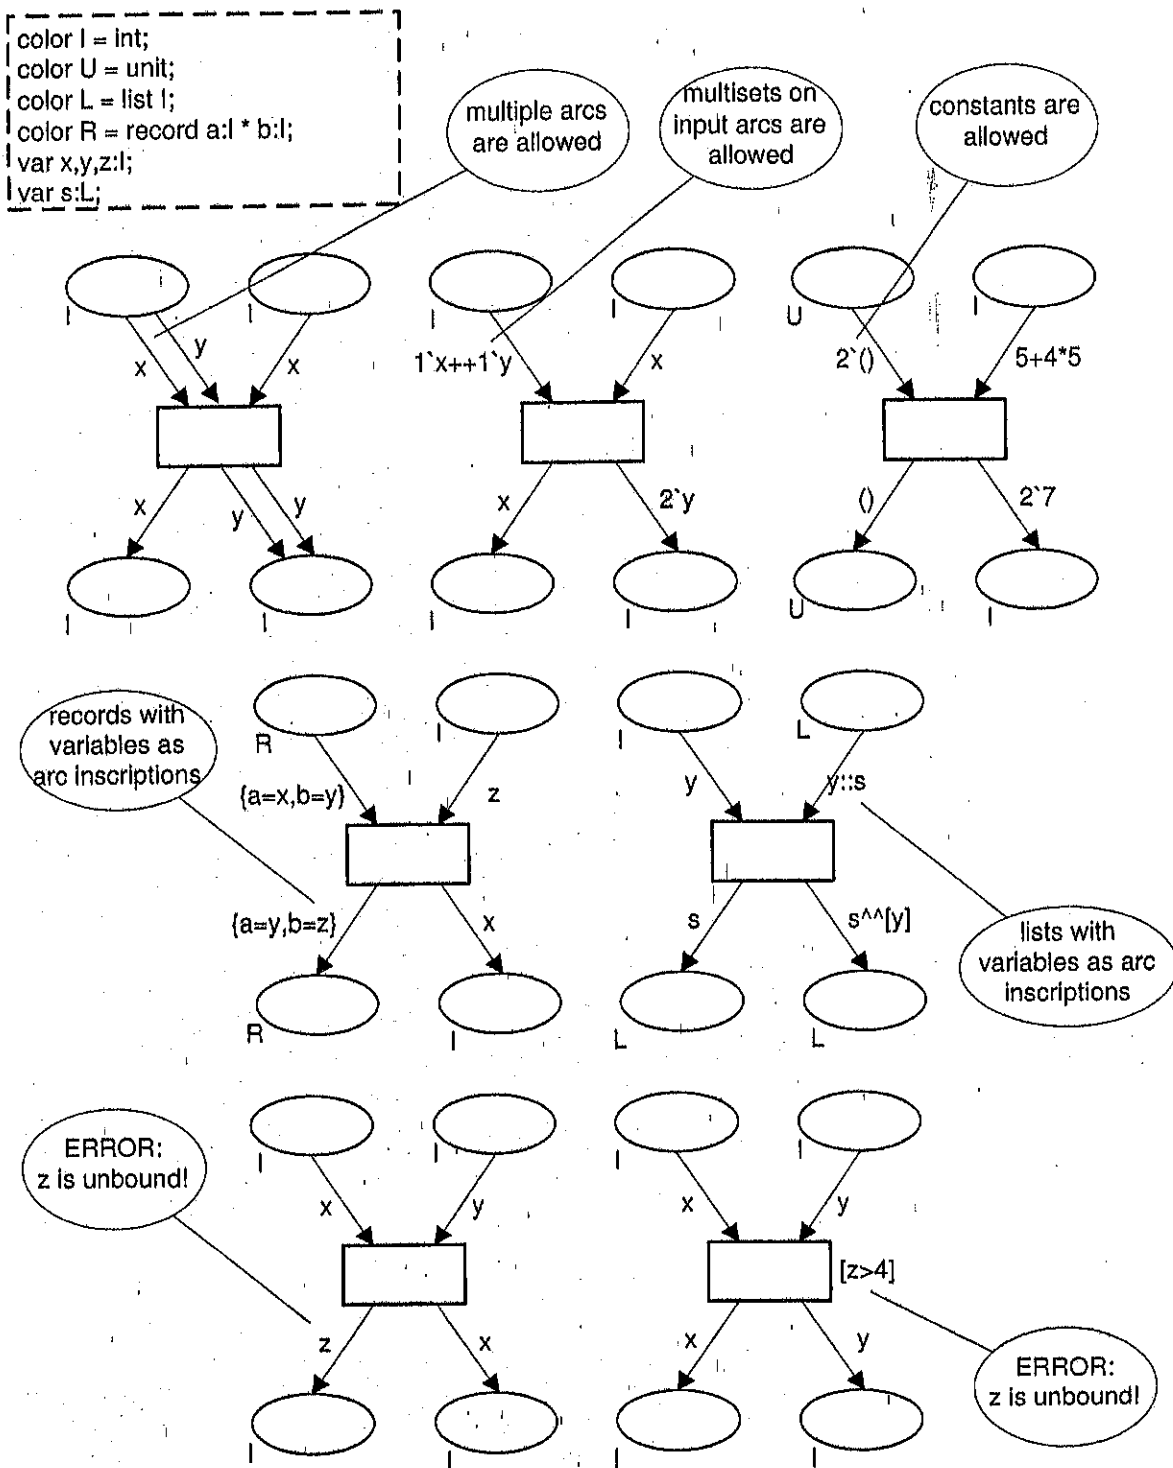 color I = int;
color U = unit;
color L = list I;
color R = record a:I * b:I;
var x,y,z:I;
var s:L;
multiple arcs
are allowed
multisets on
input arcs are
allowed
constants are
allowed
I
I
I
I
U
I
x
y
x
1`x++1`y
x
2`()
5+4*5
x
y
y
x
2`y
()
2`7
I
I
I
I
U
I
records with
variables as
arc inscriptions
R
I
I
L
{a=x,b=y}
z
y
y::s
{a=y,b=z}
x
s
s^^[y]
lists with
variables as arc
inscriptions
R
I
L
L
ERROR:
z is unbound!
I
I
I
I
x
y
x
y
[z>4]
z
x
x
y
ERROR:
z is unbound!
I
I
I
I